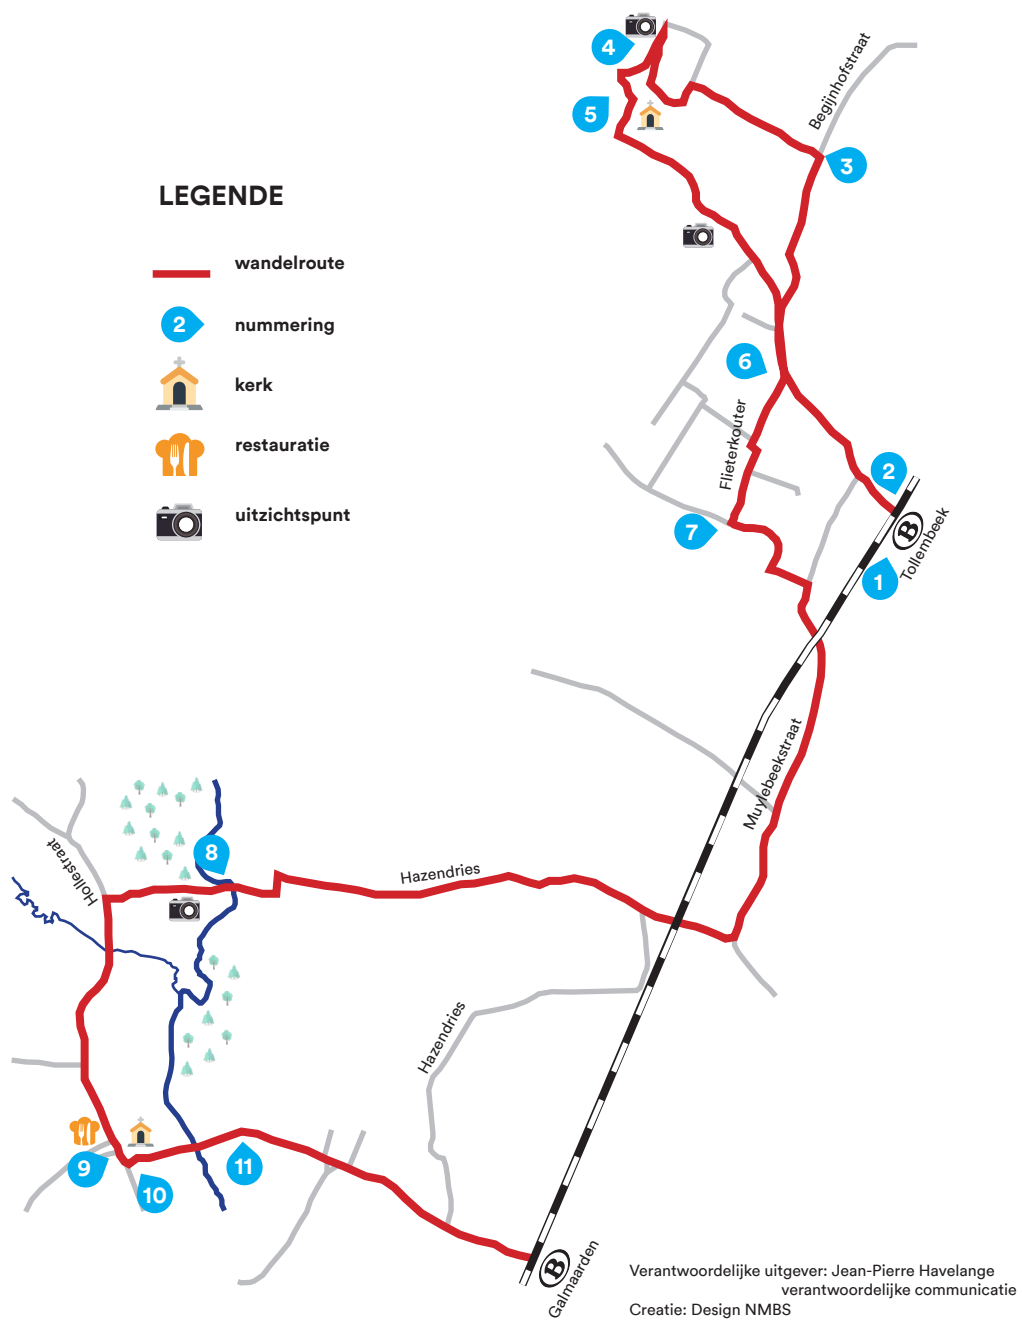 4
Begijnhofstraat
5
3
LEGENDE
wandelroute
2
nummering
6
kerk
Flieterkouter
restauratie
2
uitzichtspunt
7
B
Tollembeek
1
Muylebeekstraat
8
Hollestraat
Hazendries
Hazendries
9
10
11
B
Galmaarden
Verantwoordelijke uitgever: Jean-Pierre Havelange
verantwoordelijke communicatie
Creatie: Design NMBS